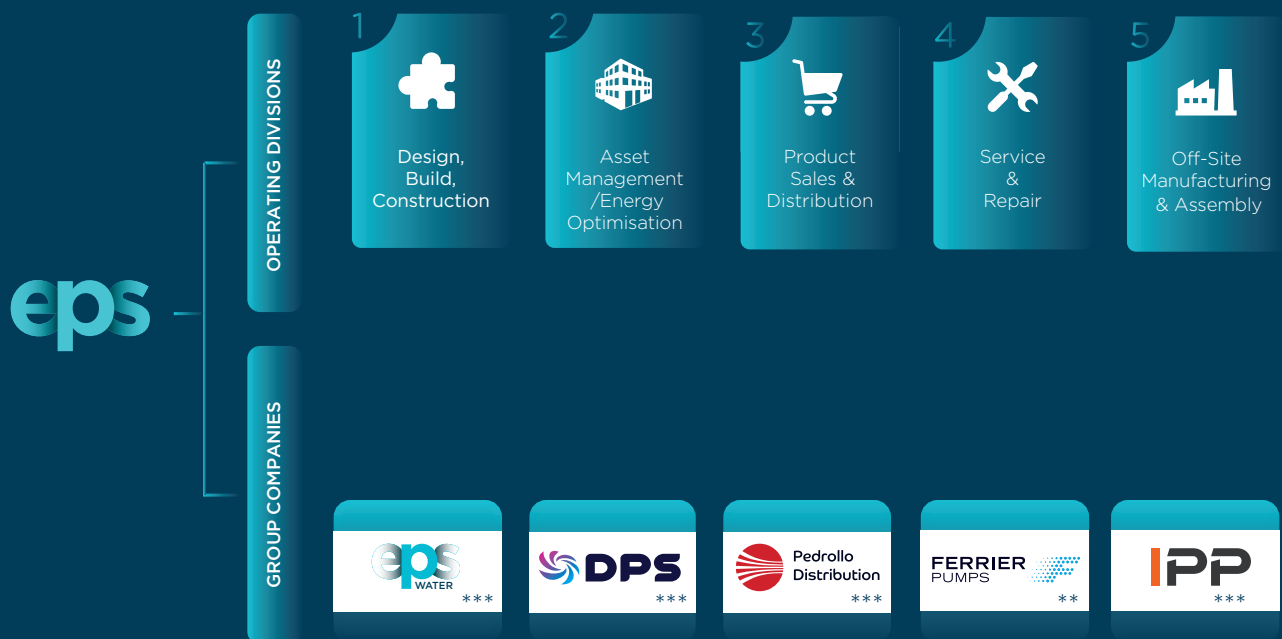 eps
OPERATING DIVISIONS
1
Design,
Build,
Construction
2
Asset
Management
/Energy
Optimisation
3
Product
Sales &
Distribution
4
Service
&
Repair
5
Off-Site
Manufacturing
& Assembly
GROUP COMPANIES
eps
WATER
***
DPS
***
Pedrollo
Distribution
***
FERRIER
PUMPS
**
IPP
***